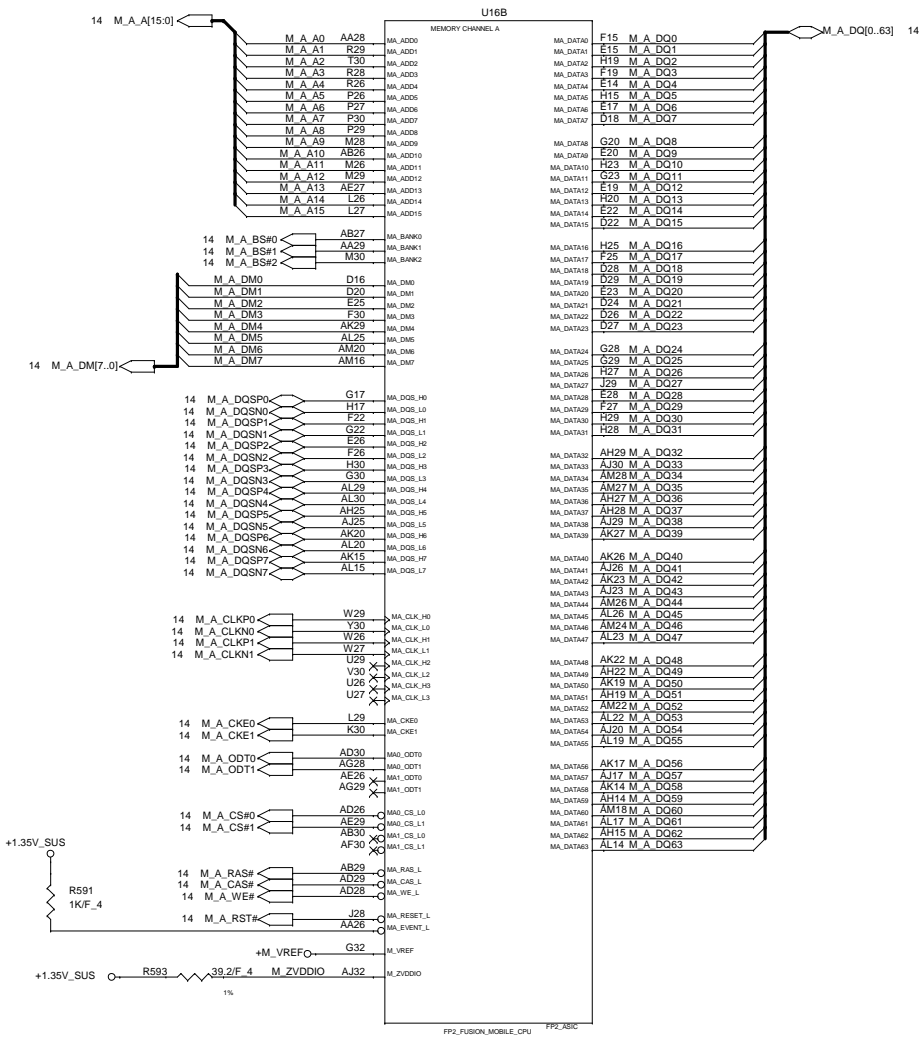 U16B
MEMORY CHANNEL A
14 M_A_A[15:0]
M_A_DQ[0..63] 14
M_A_A0 AA28 MA_ADD0
M_A_A1 R29 MA_ADD1
M_A_A2 T30 MA_ADD2
M_A_A3 R28 MA_ADD3
M_A_A4 R26 MA_ADD4
M_A_A5 P26 MA_ADD5
M_A_A6 P27 MA_ADD6
M_A_A7 P30 MA_ADD7
M_A_A8 P29 MA_ADD8
M_A_A9 M28 MA_ADD9
M_A_A10 AB26 MA_ADD10
M_A_A11 M26 MA_ADD11
M_A_A12 M29 MA_ADD12
M_A_A13 AE27 MA_ADD13
M_A_A14 L26 MA_ADD14
M_A_A15 L27 MA_ADD15
14 M_A_BS#0 AB27 MA_BANK0
14 M_A_BS#1 AA29 MA_BANK1
14 M_A_BS#2 M30 MA_BANK2
M_A_DM0 D16 MA_DM0
M_A_DM1 D20 MA_DM1
M_A_DM2 E25 MA_DM2
M_A_DM3 F30 MA_DM3
M_A_DM4 AK29 MA_DM4
M_A_DM5 AL25 MA_DM5
M_A_DM6 AM20 MA_DM6
M_A_DM7 AM16 MA_DM7
14 M_A_DM[7..0]
14 M_A_DQSP0 G17 MA_DQS_H0
14 M_A_DQSN0 H17 MA_DQS_L0
14 M_A_DQSP1 F22 MA_DQS_H1
14 M_A_DQSN1 G22 MA_DQS_L1
14 M_A_DQSP2 E26 MA_DQS_H2
14 M_A_DQSN2 F26 MA_DQS_L2
14 M_A_DQSP3 H30 MA_DQS_H3
14 M_A_DQSN3 G30 MA_DQS_L3
14 M_A_DQSP4 AL29 MA_DQS_H4
14 M_A_DQSN4 AL30 MA_DQS_L4
14 M_A_DQSP5 AH25 MA_DQS_H5
14 M_A_DQSN5 AJ25 MA_DQS_L5
14 M_A_DQSP6 AK20 MA_DQS_H6
14 M_A_DQSN6 AL20 MA_DQS_L6
14 M_A_DQSP7 AK15 MA_DQS_H7
14 M_A_DQSN7 AL15 MA_DQS_L7
14 M_A_CLKP0 W29 MA_CLK_H0
14 M_A_CLKN0 Y30 MA_CLK_L0
14 M_A_CLKP1 W26 MA_CLK_H1
14 M_A_CLKN1 W27 MA_CLK_L1
U29 MA_CLK_H2
V30 MA_CLK_L2
U26 MA_CLK_H3
U27 MA_CLK_L3
14 M_A_CKE0 L29 MA_CKE0
14 M_A_CKE1 K30 MA_CKE1
14 M_A_ODT0 AD30 MA0_ODT0
14 M_A_ODT1 AG28 MA0_ODT1
AE26 MA1_ODT0
AG29 MA1_ODT1
14 M_A_CS#0 AD26 MA0_CS_L0
14 M_A_CS#1 AE29 MA0_CS_L1
AB30 MA1_CS_L0
AF30 MA1_CS_L1
14 M_A_RAS# AB29 MA_RAS_L
14 M_A_CAS# AD29 MA_CAS_L
14 M_A_WE# AD28 MA_WE_L
14 M_A_RST# J28 MA_RESET_L
AA26 MA_EVENT_L
+1.35V_SUS
R591
1K/F_4
+M_VREF G32 M_VREF
+1.35V_SUS R593 39.2/F_4 M_ZVDDIO AJ32 M_ZVDDIO
1%
MA_DATA0 F15 M_A_DQ0
MA_DATA1 E15 M_A_DQ1
MA_DATA2 H19 M_A_DQ2
MA_DATA3 F19 M_A_DQ3
MA_DATA4 E14 M_A_DQ4
MA_DATA5 H15 M_A_DQ5
MA_DATA6 E17 M_A_DQ6
MA_DATA7 D18 M_A_DQ7
MA_DATA8 G20 M_A_DQ8
MA_DATA9 E20 M_A_DQ9
MA_DATA10 H23 M_A_DQ10
MA_DATA11 G23 M_A_DQ11
MA_DATA12 E19 M_A_DQ12
MA_DATA13 H20 M_A_DQ13
MA_DATA14 E22 M_A_DQ14
MA_DATA15 D22 M_A_DQ15
MA_DATA16 H25 M_A_DQ16
MA_DATA17 F25 M_A_DQ17
MA_DATA18 D28 M_A_DQ18
MA_DATA19 D29 M_A_DQ19
MA_DATA20 E23 M_A_DQ20
MA_DATA21 D24 M_A_DQ21
MA_DATA22 D26 M_A_DQ22
MA_DATA23 D27 M_A_DQ23
MA_DATA24 G28 M_A_DQ24
MA_DATA25 G29 M_A_DQ25
MA_DATA26 H27 M_A_DQ26
MA_DATA27 J29 M_A_DQ27
MA_DATA28 E28 M_A_DQ28
MA_DATA29 F27 M_A_DQ29
MA_DATA30 H29 M_A_DQ30
MA_DATA31 H28 M_A_DQ31
MA_DATA32 AH29 M_A_DQ32
MA_DATA33 AJ30 M_A_DQ33
MA_DATA34 AM28 M_A_DQ34
MA_DATA35 AM27 M_A_DQ35
MA_DATA36 AH27 M_A_DQ36
MA_DATA37 AH28 M_A_DQ37
MA_DATA38 AJ29 M_A_DQ38
MA_DATA39 AK27 M_A_DQ39
MA_DATA40 AK26 M_A_DQ40
MA_DATA41 AJ26 M_A_DQ41
MA_DATA42 AK23 M_A_DQ42
MA_DATA43 AJ23 M_A_DQ43
MA_DATA44 AM26 M_A_DQ44
MA_DATA45 AL26 M_A_DQ45
MA_DATA46 AM24 M_A_DQ46
MA_DATA47 AL23 M_A_DQ47
MA_DATA48 AK22 M_A_DQ48
MA_DATA49 AH22 M_A_DQ49
MA_DATA50 AK19 M_A_DQ50
MA_DATA51 AH19 M_A_DQ51
MA_DATA52 AM22 M_A_DQ52
MA_DATA53 AL22 M_A_DQ53
MA_DATA54 AJ20 M_A_DQ54
MA_DATA55 AL19 M_A_DQ55
MA_DATA56 AK17 M_A_DQ56
MA_DATA57 AJ17 M_A_DQ57
MA_DATA58 AK14 M_A_DQ58
MA_DATA59 AH14 M_A_DQ59
MA_DATA60 AM18 M_A_DQ60
MA_DATA61 AL17 M_A_DQ61
MA_DATA62 AH15 M_A_DQ62
MA_DATA63 AL14 M_A_DQ63
FP2_FUSION_MOBILE_CPU FP2_ASIC